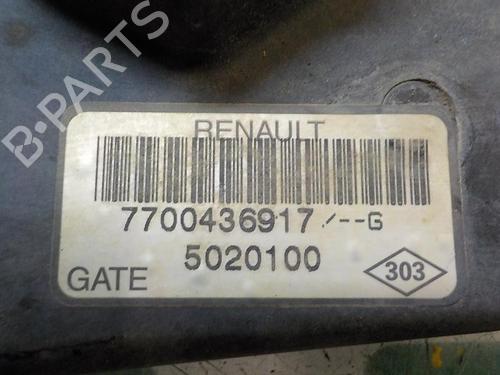 B-PARTS
RENAULT
7700436917/--G
5020100
GATE
303